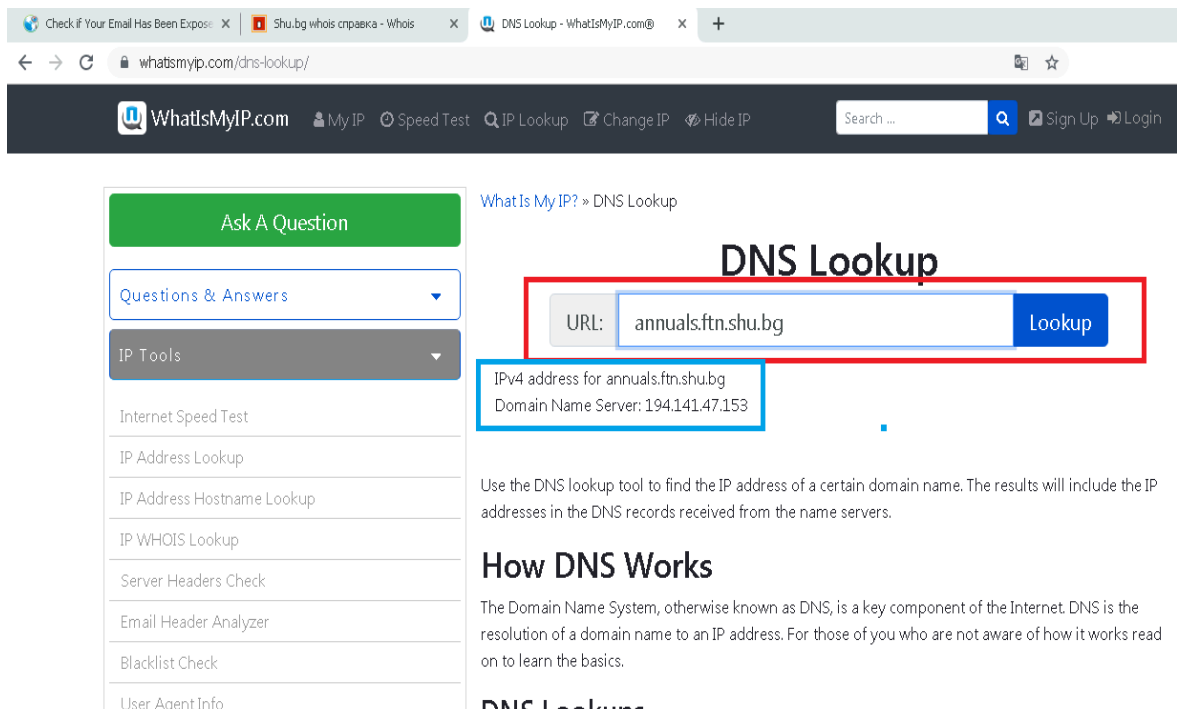 Check if Your Email Has Been Expose
Shu.bg whois справка - Whois
DNS Lookup - WhatIsMyIP.com®
whatismyip.com/dns-lookup/
WhatIsMyIP.com My IP Speed Test IP Lookup Change IP Hide IP Search ... Sign Up Login
Ask A Question
Questions & Answers
IP Tools
Internet Speed Test
IP Address Lookup
IP Address Hostname Lookup
IP WHOIS Lookup
Server Headers Check
Email Header Analyzer
Blacklist Check
User Agent Info
What Is My IP? » DNS Lookup
DNS Lookup
URL: annuals.ftn.shu.bg Lookup
IPv4 address for annuals.ftn.shu.bg
Domain Name Server: 194.141.47.153
Use the DNS lookup tool to find the IP address of a certain domain name. The results will include the IP
addresses in the DNS records received from the name servers.
How DNS Works
The Domain Name System, otherwise known as DNS, is a key component of the Internet. DNS is the
resolution of a domain name to an IP address. For those of you who are not aware of how it works read
on to learn the basics.
DNS Lookups